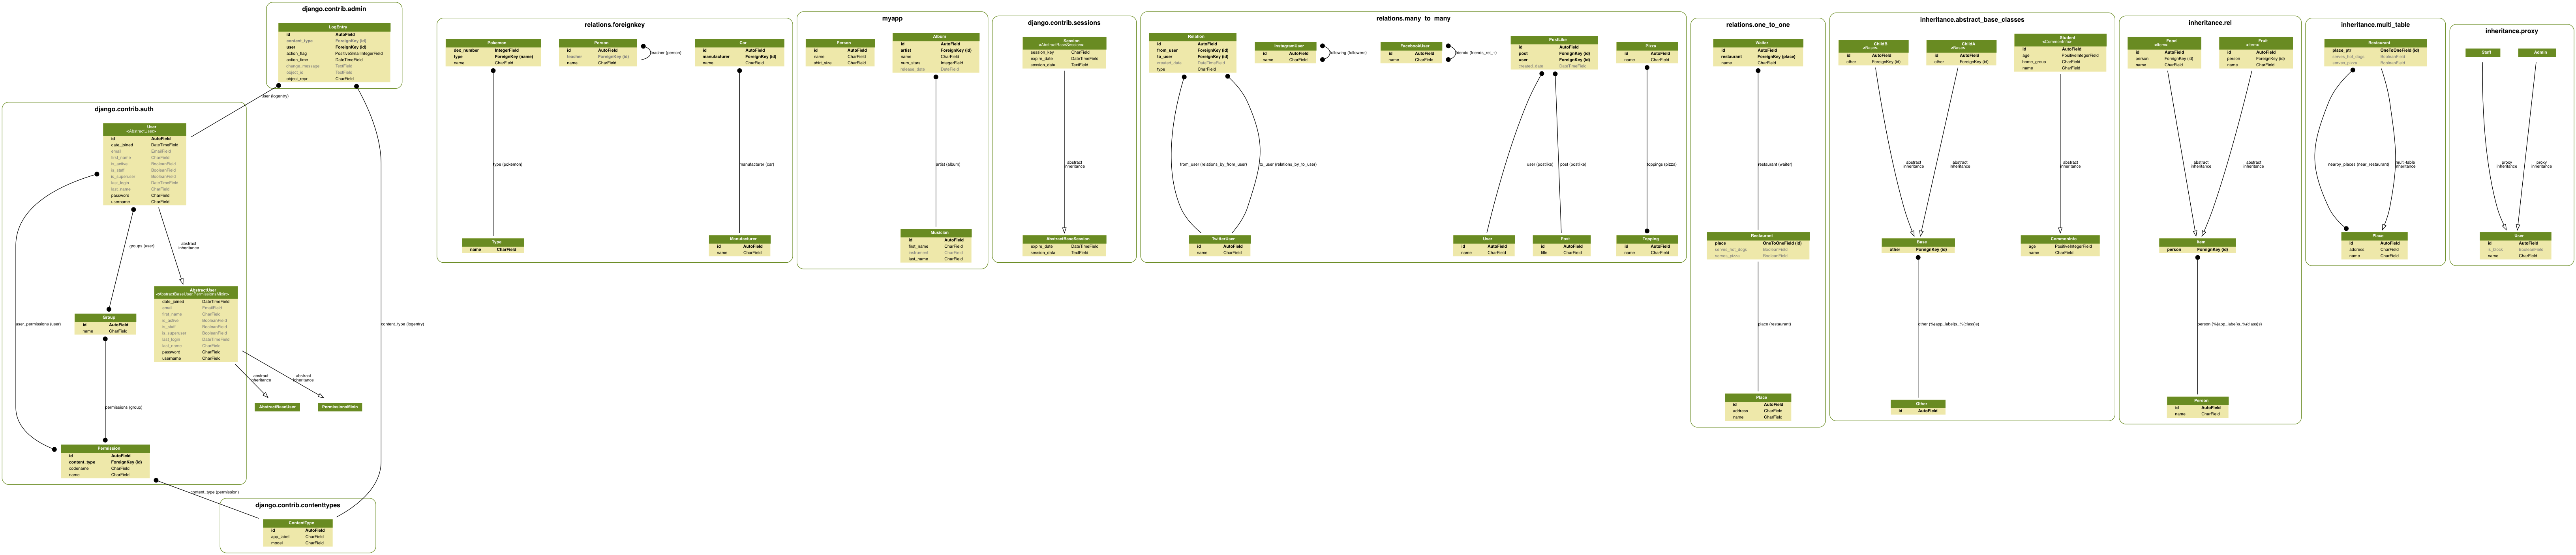 django.contrib.admin
LogEntry
id AutoField
content_type ForeignKey (id)
user ForeignKey (id)
action_flag PositiveSmallIntegerField
action_time DateTimeField
change_message TextField
object_id TextField
object_repr CharField
user (logentry)
content_type (logentry)
django.contrib.auth
User
«AbstractUser»
id AutoField
date_joined DateTimeField
email EmailField
first_name CharField
is_active BooleanField
is_staff BooleanField
is_superuser BooleanField
last_login DateTimeField
last_name CharField
password CharField
username CharField
groups (user)
abstract
inheritance
user_permissions (user)
AbstractUser
«AbstractBaseUser,PermissionsMixin»
date_joined DateTimeField
email EmailField
first_name CharField
is_active BooleanField
is_staff BooleanField
is_superuser BooleanField
last_login DateTimeField
last_name CharField
password CharField
username CharField
Group
id AutoField
name CharField
abstract
inheritance
abstract
inheritance
AbstractBaseUser
PermissionsMixin
permissions (group)
Permission
id AutoField
content_type ForeignKey (id)
codename CharField
name CharField
content_type (permission)
django.contrib.contenttypes
ContentType
id AutoField
app_label CharField
model CharField
relations.foreignkey
Pokemon
dex_number IntegerField
type ForeignKey (name)
name CharField
Person
id AutoField
teacher ForeignKey (id)
name CharField
teacher (person)
Car
id AutoField
manufacturer ForeignKey (id)
name CharField
type (pokemon)
manufacturer (car)
Type
name CharField
Manufacturer
id AutoField
name CharField
myapp
Person
id AutoField
name CharField
shirt_size CharField
Album
id AutoField
artist ForeignKey (id)
name CharField
num_stars IntegerField
release_date DateField
artist (album)
Musician
id AutoField
first_name CharField
instrument CharField
last_name CharField
django.contrib.sessions
Session
«AbstractBaseSession»
session_key CharField
expire_date DateTimeField
session_data TextField
abstract
inheritance
AbstractBaseSession
expire_date DateTimeField
session_data TextField
relations.many_to_many
Relation
id AutoField
from_user ForeignKey (id)
to_user ForeignKey (id)
created_date DateTimeField
type CharField
InstagramUser
id AutoField
name CharField
following (followers)
FacebookUser
id AutoField
name CharField
friends (friends_rel_+)
PostLike
id AutoField
post ForeignKey (id)
user ForeignKey (id)
created_date DateTimeField
Pizza
id AutoField
name CharField
from_user (relations_by_from_user)
to_user (relations_by_to_user)
user (postlike)
post (postlike)
toppings (pizza)
TwitterUser
id AutoField
name CharField
User
id AutoField
name CharField
Post
id AutoField
title CharField
Topping
id AutoField
name CharField
relations.one_to_one
Waiter
id AutoField
restaurant ForeignKey (place)
name CharField
restaurant (waiter)
Restaurant
place OneToOneField (id)
serves_hot_dogs BooleanField
serves_pizza BooleanField
place (restaurant)
Place
id AutoField
address CharField
name CharField
inheritance.abstract_base_classes
ChildB
«Base»
id AutoField
other ForeignKey (id)
ChildA
«Base»
id AutoField
other ForeignKey (id)
Student
«CommonInfo»
id AutoField
age PositiveIntegerField
home_group CharField
name CharField
abstract
inheritance
abstract
inheritance
abstract
inheritance
Base
other ForeignKey (id)
CommonInfo
age PositiveIntegerField
name CharField
other (%(app_label)s_%(class)s)
Other
id AutoField
inheritance.rel
Food
«Item»
id AutoField
person ForeignKey (id)
name CharField
Fruit
«Item»
id AutoField
person ForeignKey (id)
name CharField
abstract
inheritance
abstract
inheritance
Item
person ForeignKey (id)
person (%(app_label)s_%(class)s)
Person
id AutoField
name CharField
inheritance.multi_table
Restaurant
place_ptr OneToOneField (id)
serves_hot_dogs BooleanField
serves_pizza BooleanField
nearby_places (near_restaurant)
multi-table
inheritance
Place
id AutoField
address CharField
name CharField
inheritance.proxy
Staff
Admin
proxy
inheritance
proxy
inheritance
User
id AutoField
is_block BooleanField
name CharField